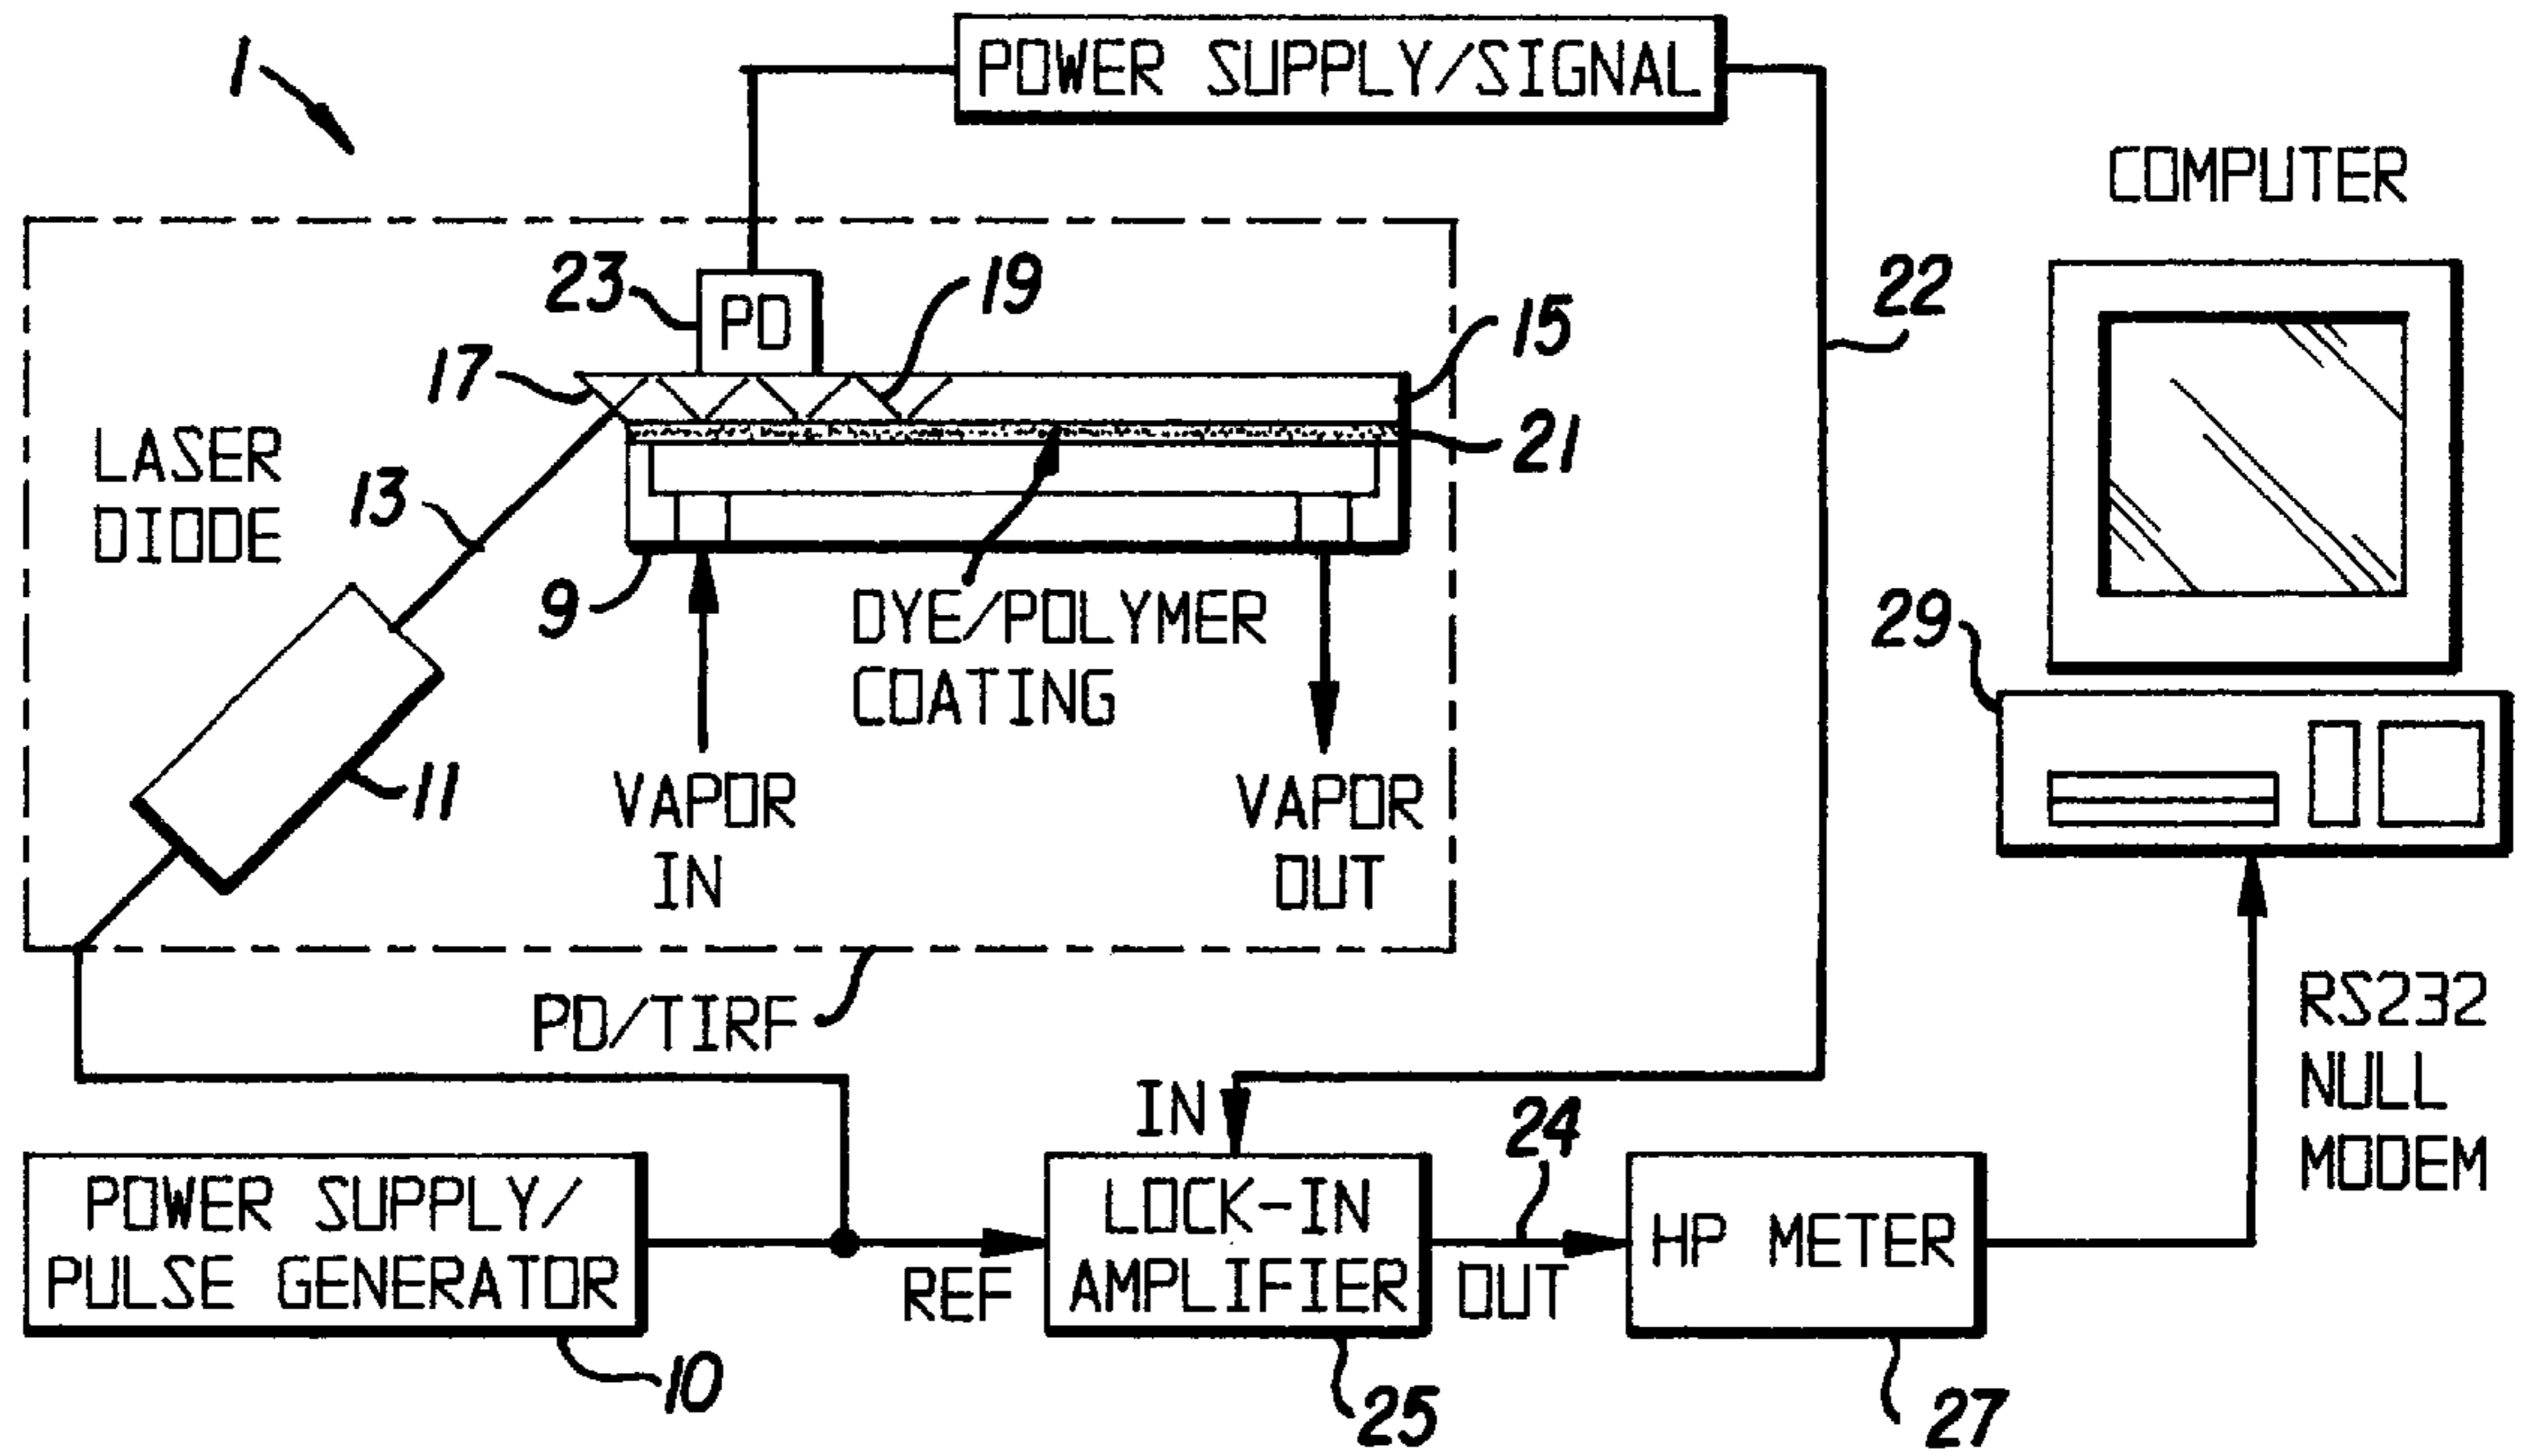 1
POWER SUPPLY/SIGNAL
COMPUTER
23
PD
19
17
15
22
LASER
DIODE
13
21
9
DYE/POLYMER
COATING
29
11
VAPOR
IN
VAPOR
OUT
PD/TIRF
RS232
NULL
MODEM
IN
24
POWER SUPPLY/
PULSE GENERATOR
REF
LOCK-IN
AMPLIFIER
OUT
HP METER
10
25
27